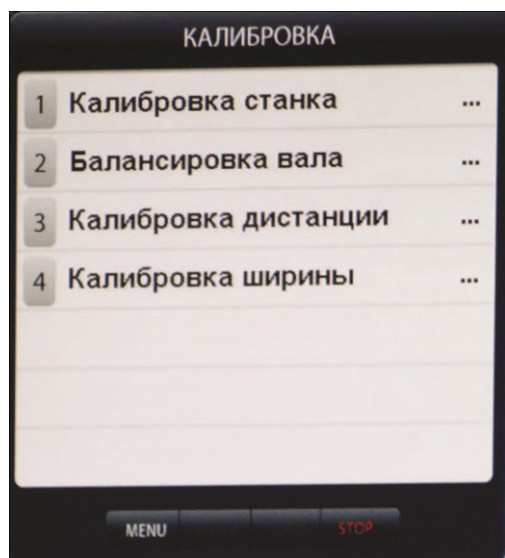 КАЛИБРОВКА
1 Калибровка станка ...
2 Балансировка вала ...
3 Калибровка дистанции ...
4 Калибровка ширины ...
MENU STOP